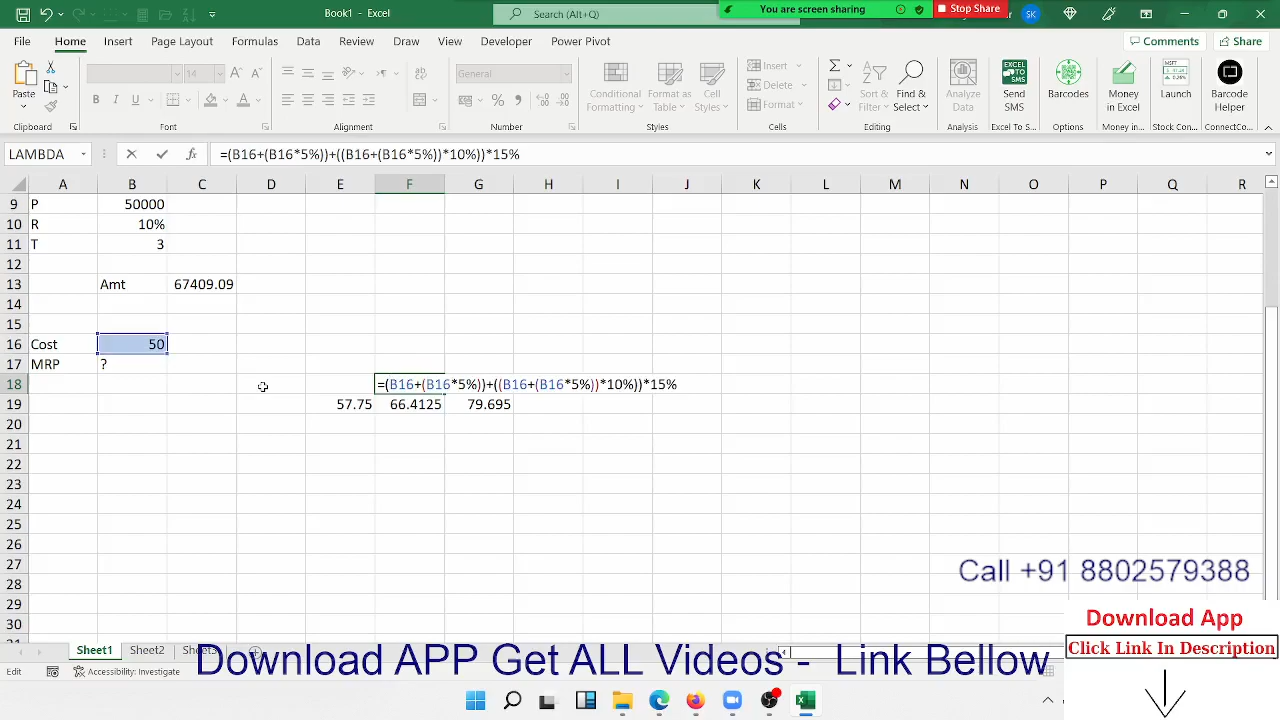 Book1 - Excel
Search (Alt+Q)
You are screen sharing
Stop Share
SK
File Home Insert Page Layout Formulas Data Review Draw View Developer Power Pivot
Comments
Share
Paste
Clipboard
14
B I U
Font
ab
Alignment
General
%
Number
Conditional Formatting
Format as Table
Cell Styles
Styles
Insert
Delete
Format
Cells
Sort & Filter
Find & Select
Editing
Analyze Data
Analysis
Send SMS
Excel To S...
Barcodes
Options
Money in Excel
Money in...
MSFT
Launch
Stock Con...
Barcode Helper
ConnectCo...
LAMBDA
fx
=(B16+(B16*5%))+((B16+(B16*5%))*10%))*15%
A B C D E F G H I J K L M N O P Q R
9 P 50000
10 R 10%
11 T 3
12
13 Amt 67409.09
14
15
16 Cost 50
17 MRP ?
18 =(B16+(B16*5%))+((B16+(B16*5%))*10%))*15%
19 57.75 66.4125 79.695
20
21
22
23
24
25
26
27
28
29
30
Call +91 8802579388
Download App
Click Link In Description
Sheet1 Sheet2 Sheet3
Download APP Get ALL Videos - Link Bellow
Edit
Accessibility: Investigate